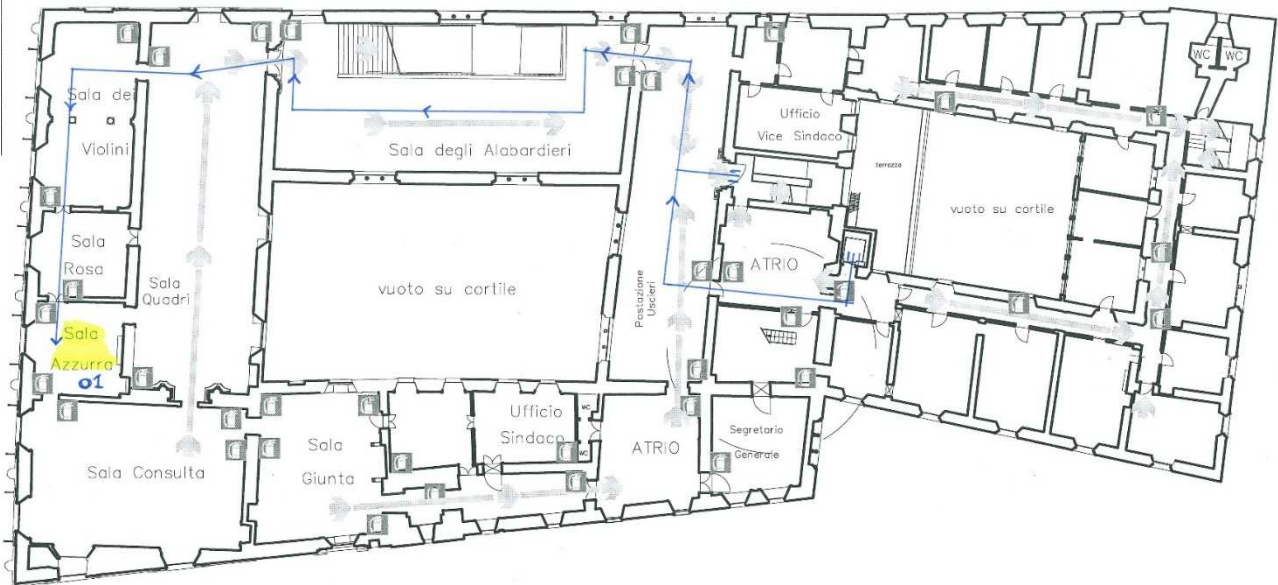 Sala dei
Violini
Sala
Rosa
Sala
Quadri
Sala
Azzurra
01
Sala Consulta
Sala degli Alabardieri
vuoto su cortile
Sala
Giunta
Ufficio
Sindaco
WC
WC
ATRIO
Segretario
Generale
Postazione
Uscieri
ATRIO
Ufficio
Vice Sindaco
terrazza
vuoto su cortile
WC
WC